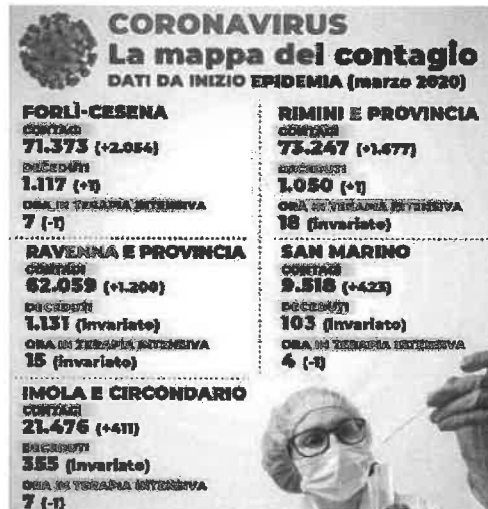 CORONAVIRUS
La mappa del contagio
DATI DA INIZIO EPIDEMIA (marzo 2020)
FORLÌ-CESENA
CONTAGI
71.373 (+2.054)
DECEDUTI
1.117 (+1)
ORA IN TERAPIA INTENSIVA
7 (-1)
RIMINI E PROVINCIA
CONTAGI
73.247 (+1.677)
DECEDUTI
1.050 (+1)
ORA IN TERAPIA INTENSIVA
18 (invariato)
RAVENNA E PROVINCIA
CONTAGI
62.059 (+1.200)
DECEDUTI
1.131 (invariato)
ORA IN TERAPIA INTENSIVA
15 (invariato)
SAN MARINO
CONTAGI
9.518 (+423)
DECEDUTI
103 (invariato)
ORA IN TERAPIA INTENSIVA
4 (-1)
IMOLA E CIRCONDARIO
CONTAGI
21.476 (+411)
DECEDUTI
355 (invariato)
ORA IN TERAPIA INTENSIVA
7 (-1)